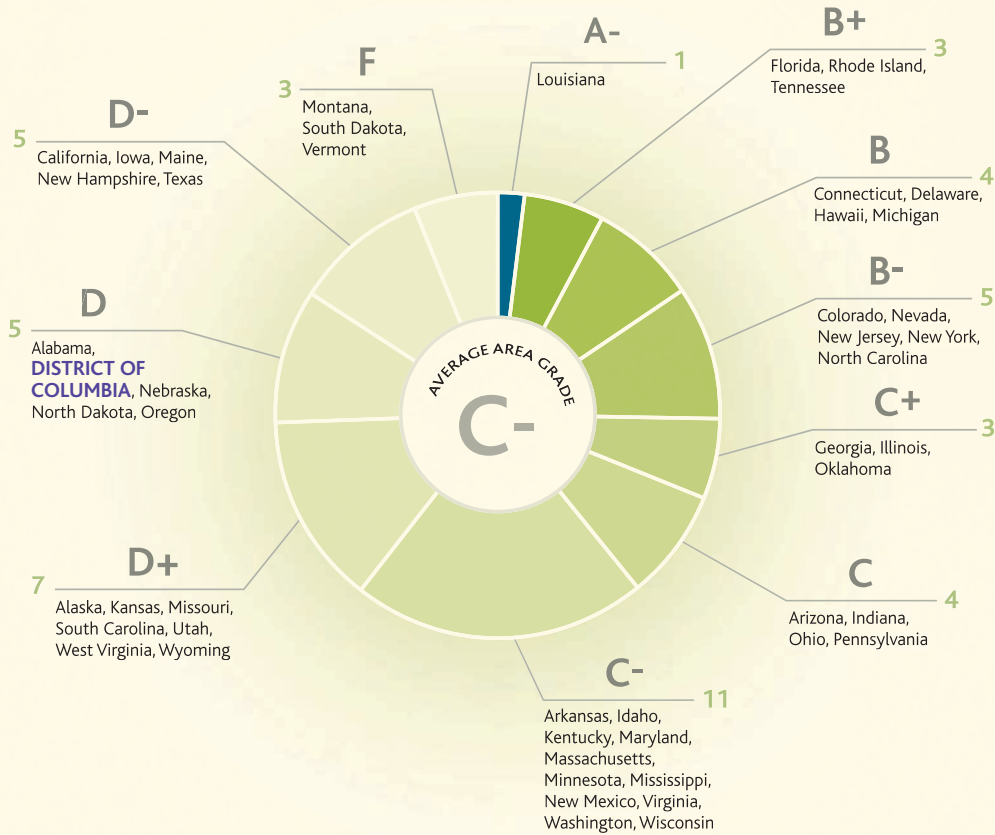 A-
1
Louisiana
B+
3
Florida, Rhode Island,
Tennessee
B
4
Connecticut, Delaware,
Hawaii, Michigan
B-
5
Colorado, Nevada,
New Jersey, New York,
North Carolina
C+
3
Georgia, Illinois,
Oklahoma
C
4
Arizona, Indiana,
Ohio, Pennsylvania
C-
11
Arkansas, Idaho,
Kentucky, Maryland,
Massachusetts,
Minnesota, Mississippi,
New Mexico, Virginia,
Washington, Wisconsin
D+
7
Alaska, Kansas, Missouri,
South Carolina, Utah,
West Virginia, Wyoming
D
5
Alabama,
DISTRICT OF
COLUMBIA, Nebraska,
North Dakota, Oregon
D-
5
California, Iowa, Maine,
New Hampshire, Texas
F
3
Montana,
South Dakota,
Vermont
AVERAGE AREA GRADE
C-